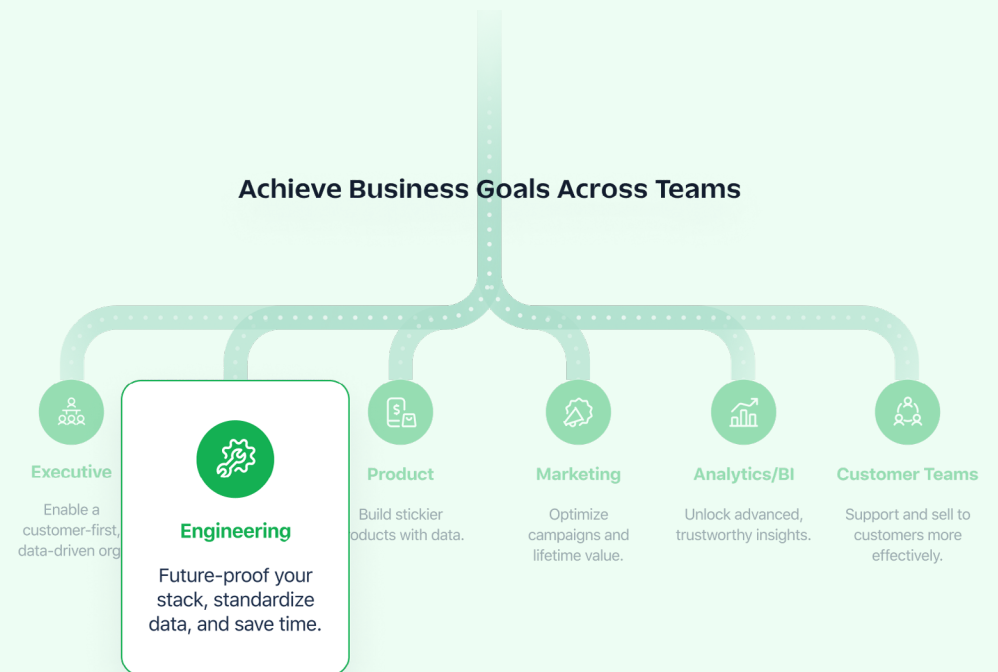 Achieve Business Goals Across Teams
Executive
Enable a
customer-first,
data-driven org
Engineering
Future-proof your
stack, standardize
data, and save time.
Product
Build stickier
with data.
Marketing
Optimize
campaigns and
lifetime value.
Analytics/BI
Unlock advanced,
trustworthy insights.
Customer Teams
Support and sell to
customers more
effectively.